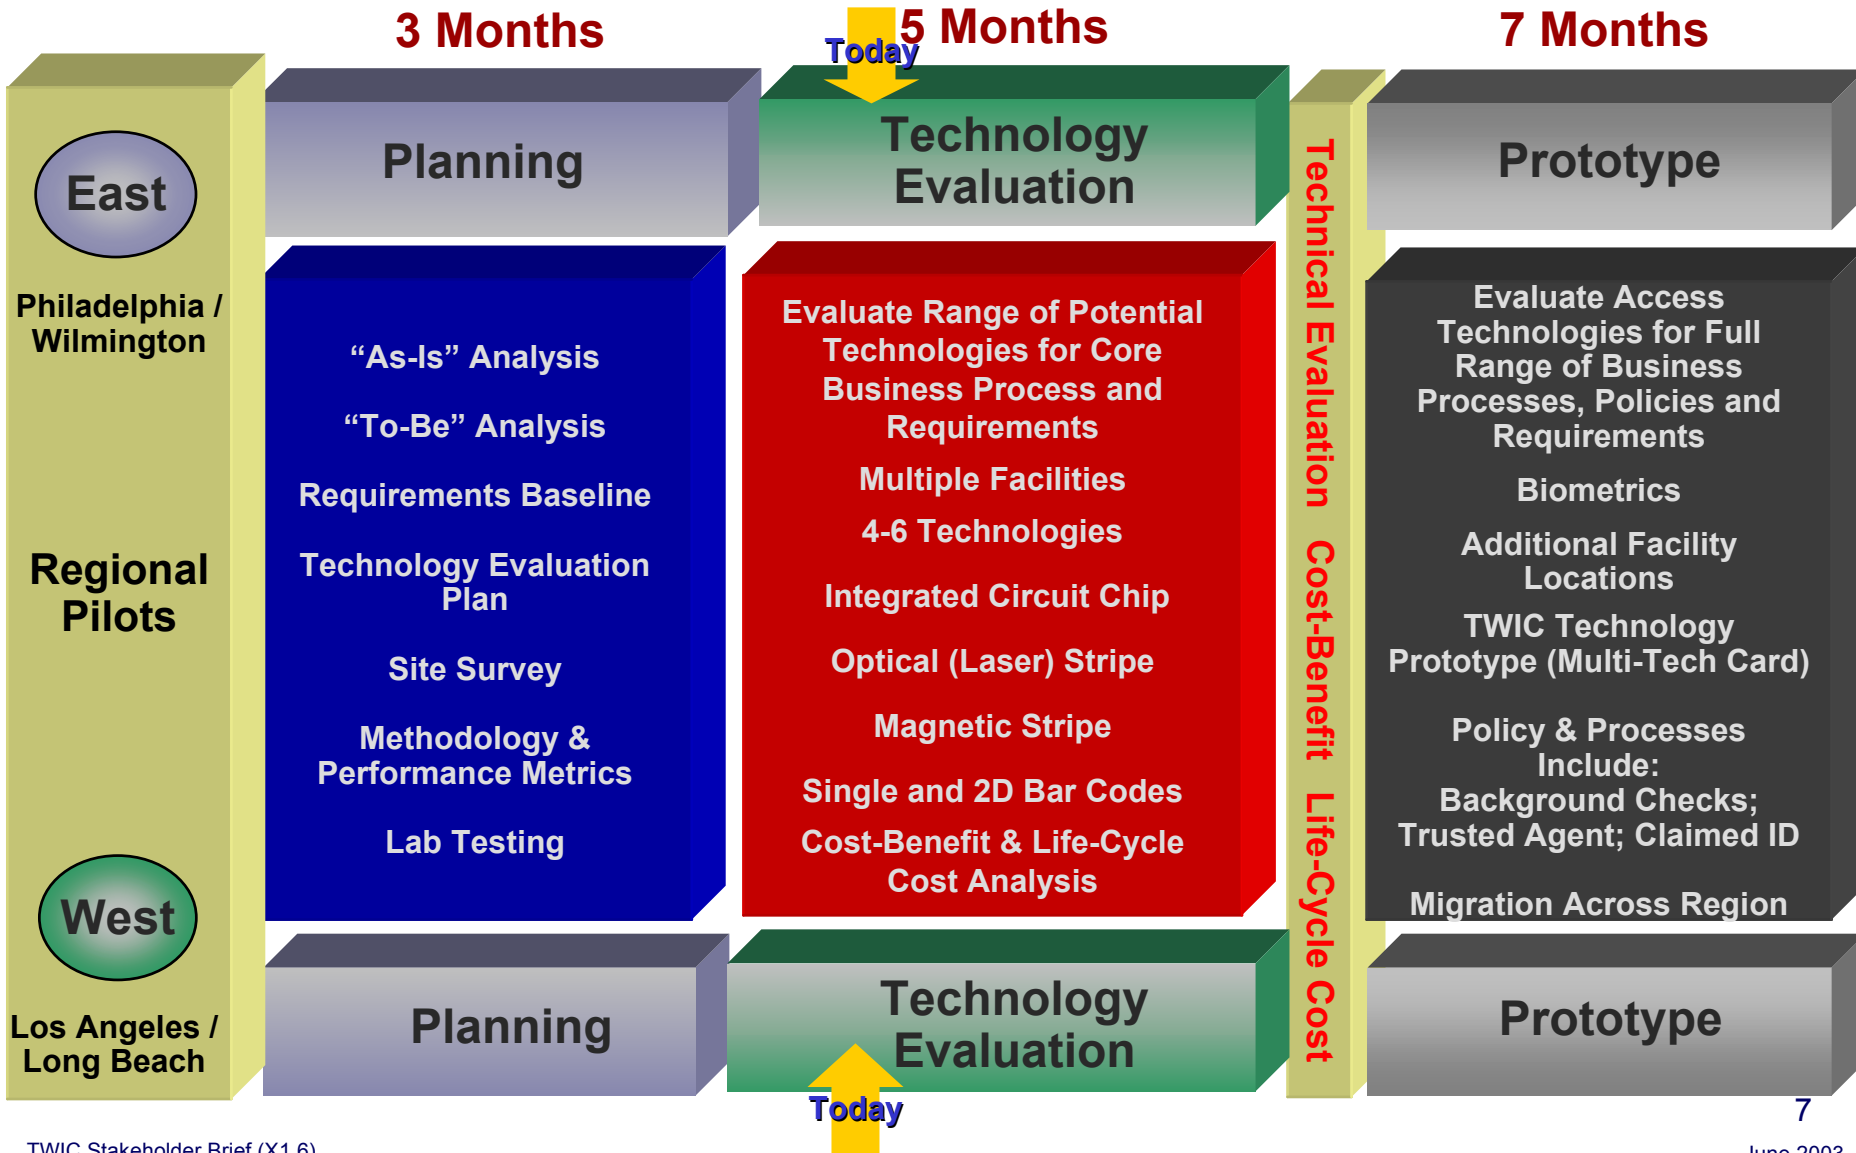 3 Months
5 Months
7 Months
Today
East
Philadelphia /
Wilmington
Regional
Pilots
West
Los Angeles /
Long Beach
Planning
Technology
Evaluation
Prototype
“As-Is” Analysis
“To-Be” Analysis
Requirements Baseline
Technology Evaluation
Plan
Site Survey
Methodology &
Performance Metrics
Lab Testing
Evaluate Range of Potential
Technologies for Core
Business Process and
Requirements
Multiple Facilities
4-6 Technologies
Integrated Circuit Chip
Optical (Laser) Stripe
Magnetic Stripe
Single and 2D Bar Codes
Cost-Benefit & Life-Cycle
Cost Analysis
Technical Evaluation Cost-Benefit Life-Cycle Cost
Evaluate Access
Technologies for Full
Range of Business
Processes, Policies and
Requirements
Biometrics
Additional Facility
Locations
TWIC Technology
Prototype (Multi-Tech Card)
Policy & Processes
Include:
Background Checks;
Trusted Agent; Claimed ID
Migration Across Region
Planning
Technology
Evaluation
Prototype
Today
7
TWIC Stakeholder Brief (X1.6)
June 2003